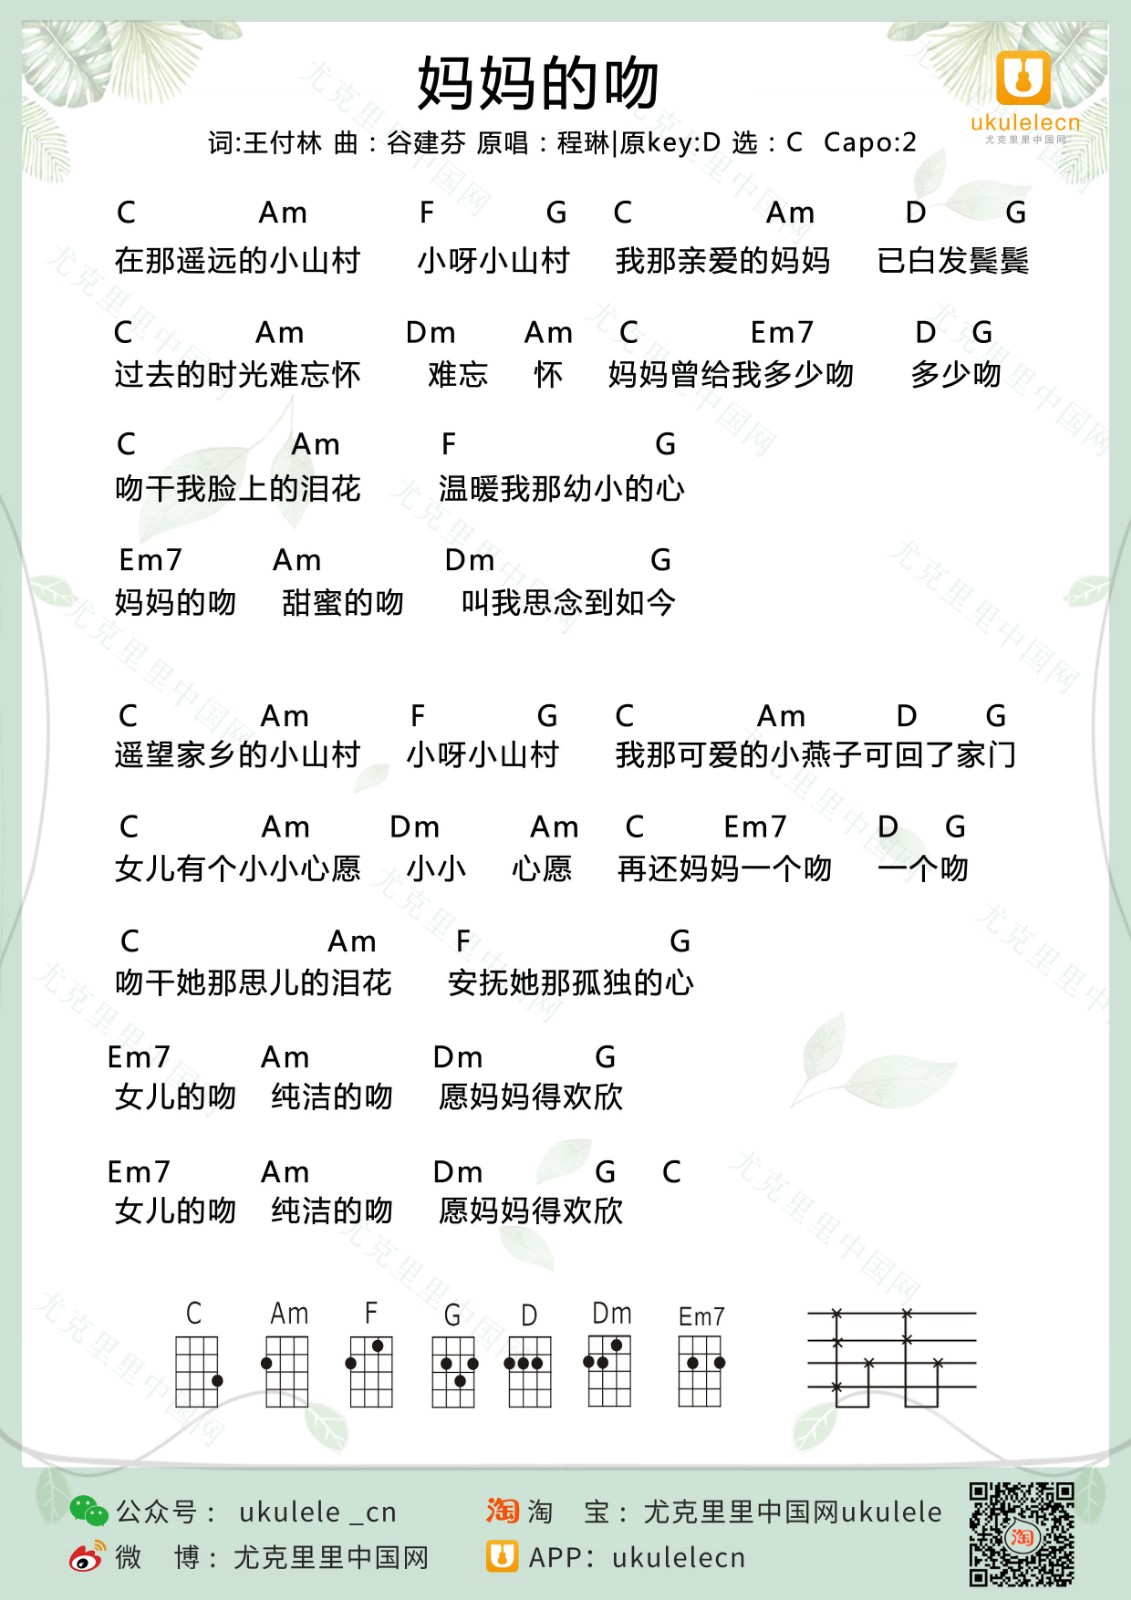 妈妈的吻
词:王付林 曲：谷建芬 原唱：程琳|原key:D 选：C Capo:2
ukulelecn
尤克里里中国网
C Am F G C Am D G
在那遥远的小山村 小呀小山村 我那亲爱的妈妈 已白发鬓鬓
C Am Dm Am C Em7 D G
过去的时光难忘怀 难忘 怀 妈妈曾给我多少吻 多少吻
C Am F G
吻干我脸上的泪花 温暖我那幼小的心
Em7 Am Dm G
妈妈的吻 甜蜜的吻 叫我思念到如今
C Am F G C Am D G
遥望家乡的小山村 小呀小山村 我那可爱的小燕子可回了家门
C Am Dm Am C Em7 D G
女儿有个小小心愿 小小 心愿 再还妈妈一个吻 一个吻
C Am F G
吻干她那思儿的泪花 安抚她那孤独的心
Em7 Am Dm G
女儿的吻 纯洁的吻 愿妈妈得欢欣
Em7 Am Dm G C
女儿的吻 纯洁的吻 愿妈妈得欢欣
C Am F G D Dm Em7
公众号： ukulele _cn 淘 淘 宝：尤克里里中国网ukulele
微 博：尤克里里中国网 APP：ukulelecn
淘